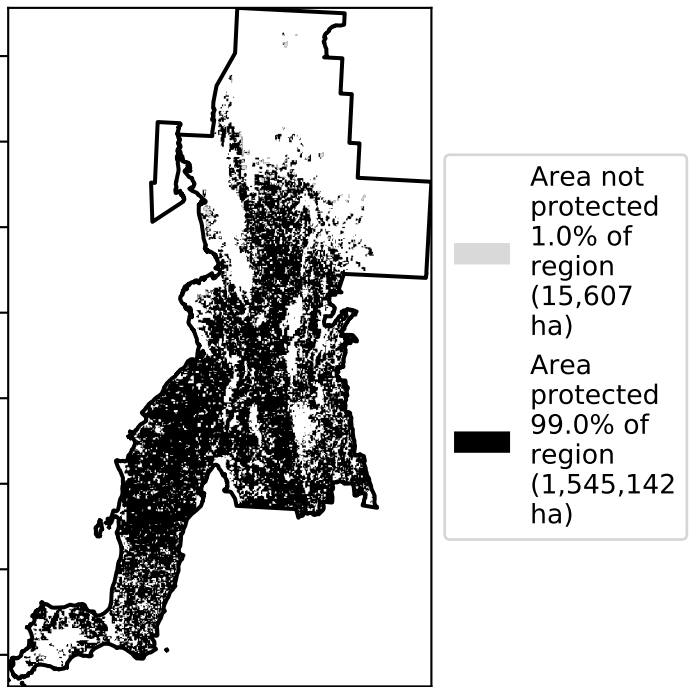 Area not
protected
1.0% of
region
(15,607
ha)
Area
protected
99.0% of
region
(1,545,142
ha)